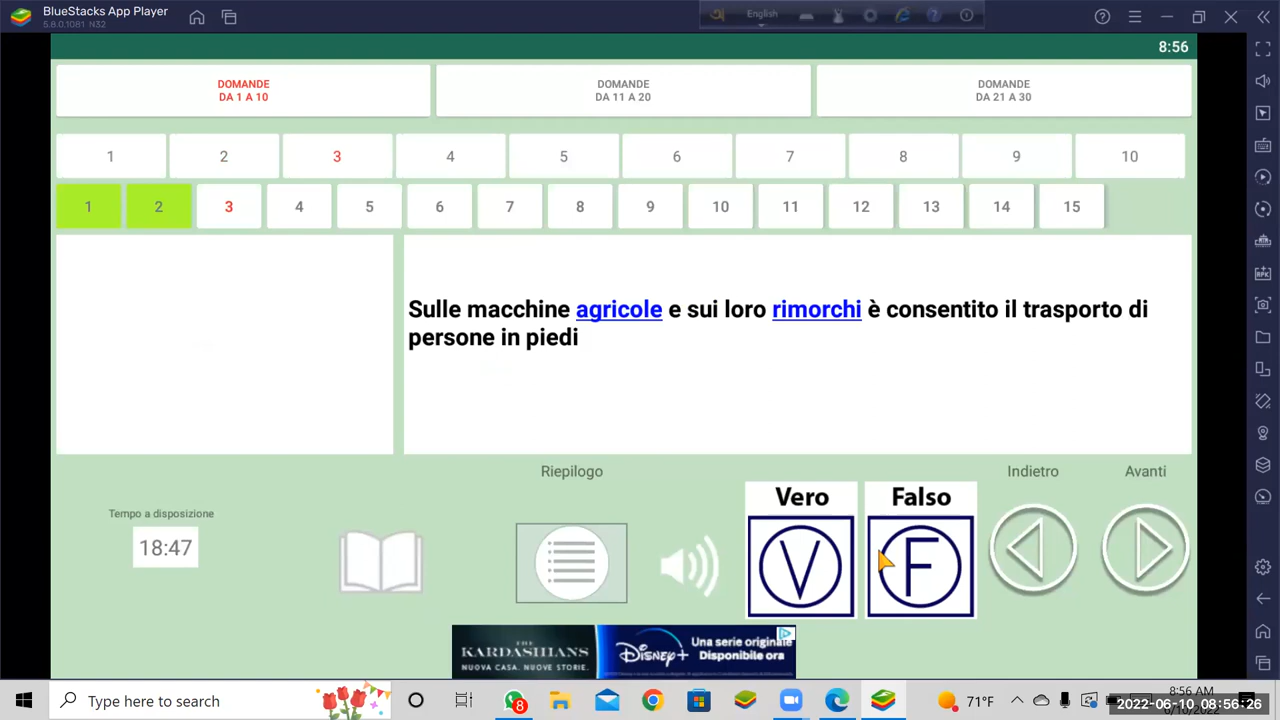 BlueStacks App Player
5.8.0.1081 N32
English
8:56
DOMANDE
DA 1 A 10
DOMANDE
DA 11 A 20
DOMANDE
DA 21 A 30
1 2 3 4 5 6 7 8 9 10
1 2 3 4 5 6 7 8 9 10 11 12 13 14 15
Sulle macchine agricole e sui loro rimorchi è consentito il trasporto di
persone in piedi
Riepilogo
Indietro
Avanti
Tempo a disposizione
18:47
Vero
Falso
V
F
THE
KARDASHIANS
NUOVA CASA. NUOVE STORIE.
Disney+
Una serie originale
Disponibile ora
Type here to search
8
71°F
8:56 AM
2022-06-10 08:56:26